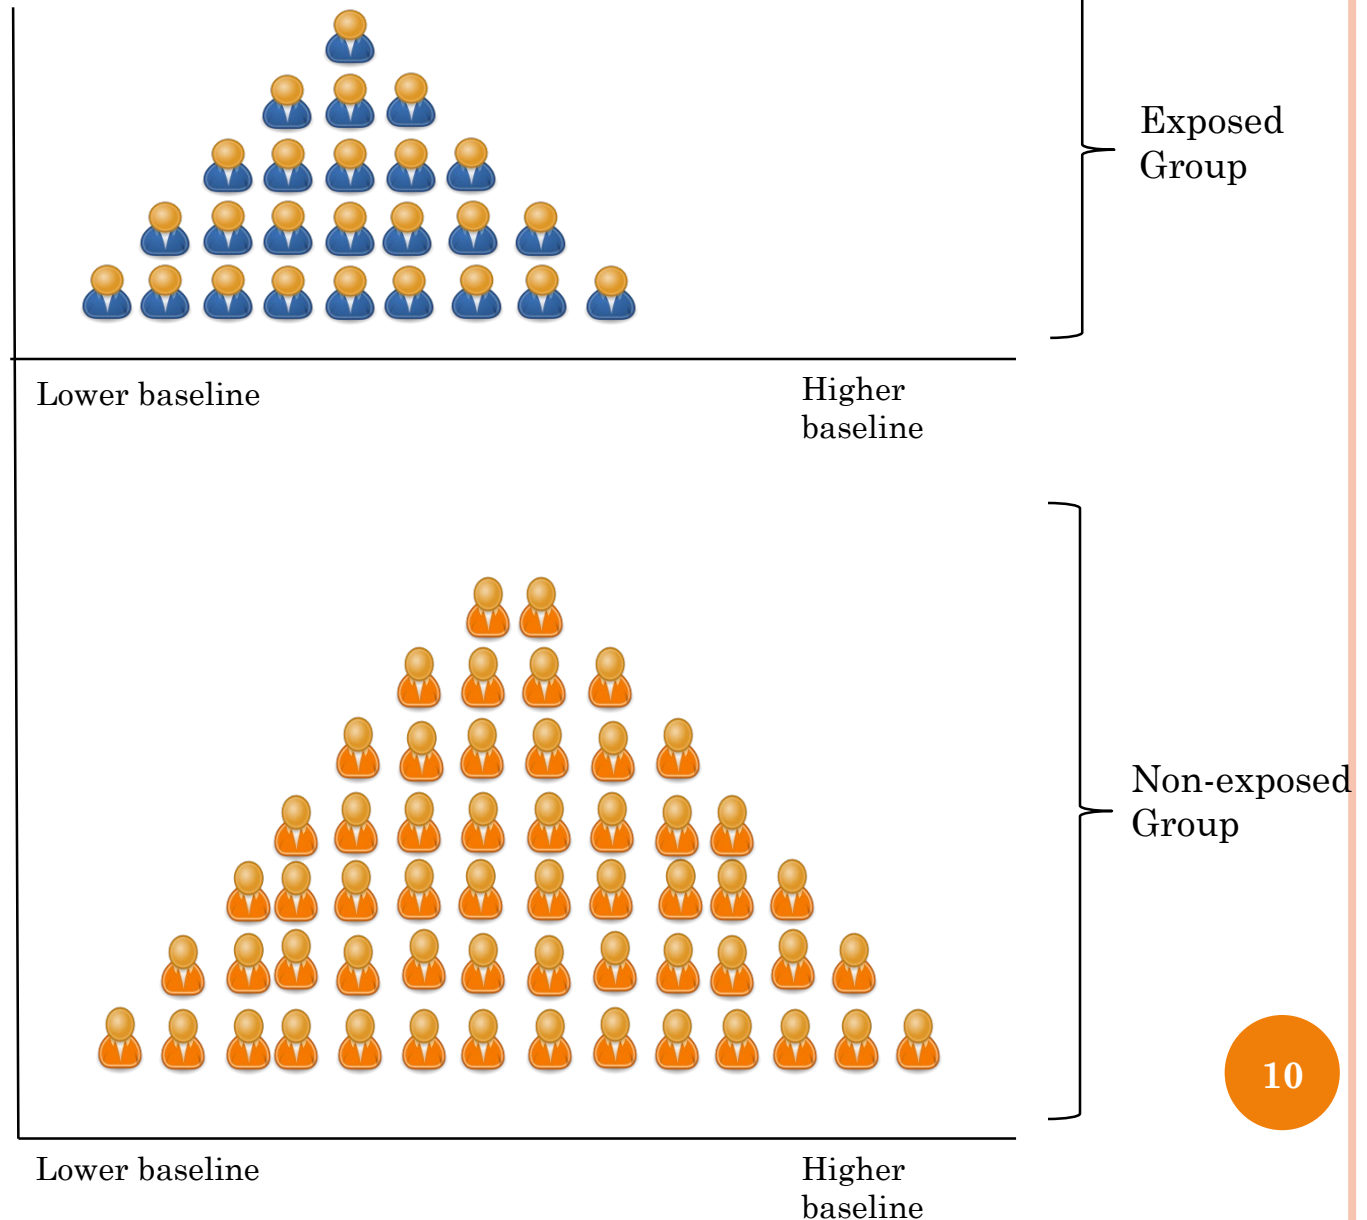 Exposed
Group
Lower baseline
Higher
baseline
Non-exposed
Group
10
Lower baseline
Higher
baseline